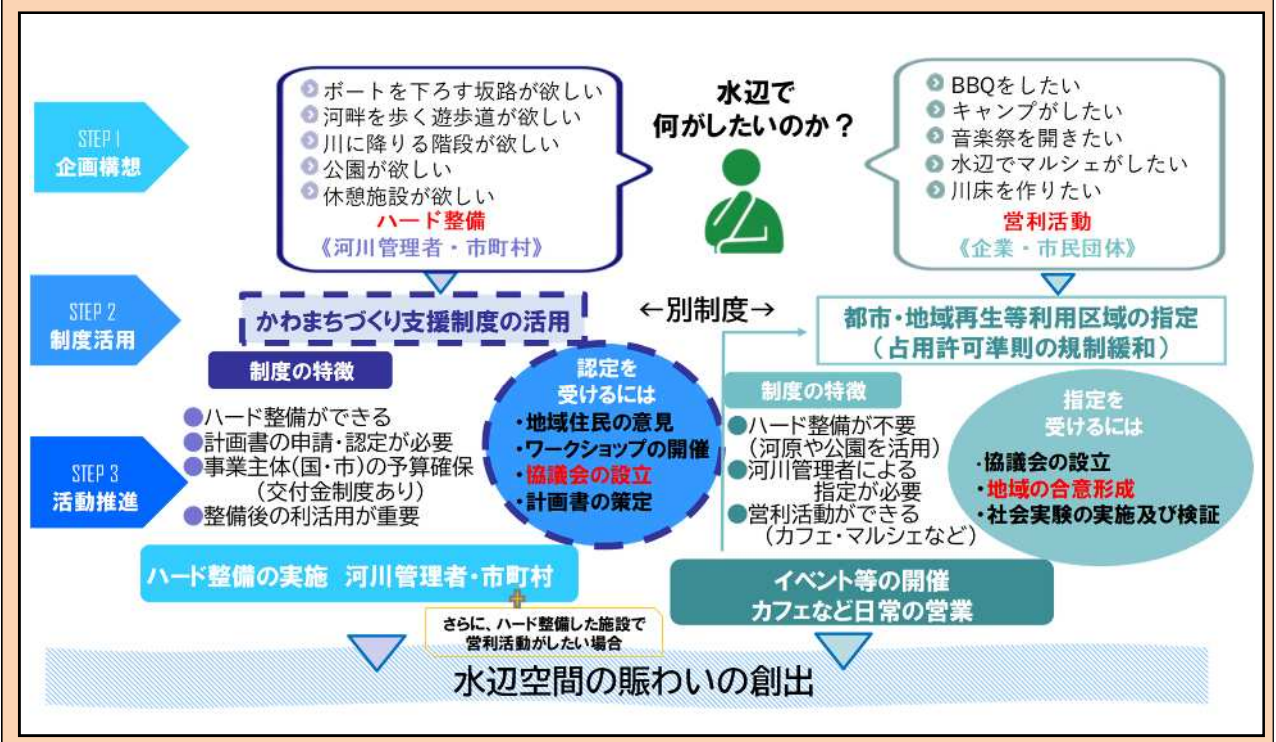 STEP 1
企画構想
ボートを下ろす坂路が欲しい
河畔を歩く遊歩道が欲しい
川に降りる階段が欲しい
公園が欲しい
休憩施設が欲しい
ハード整備
《河川管理者・市町村》
水辺で
何がしたいのか？
BBQをしたい
キャンプがしたい
音楽祭を開きたい
水辺でマルシェがしたい
川床を作りたい
営利活動
《企業・市民団体》
STEP 2
制度活用
かわまちづくり支援制度の活用
←別制度→
都市・地域再生等利用区域の指定
（占用許可準則の規制緩和）
制度の特徴
●ハード整備ができる
●計画書の申請・認定が必要
●事業主体（国・市）の予算確保
（交付金制度あり）
●整備後の利活用が重要
認定を
受けるには
・地域住民の意見
・ワークショップの開催
・協議会の設立
・計画書の策定
制度の特徴
●ハード整備が不要
（河原や公園を活用）
●河川管理者による
指定が必要
●営利活動ができる
（カフェ・マルシェなど）
指定を
受けるには
・協議会の設立
・地域の合意形成
・社会実験の実施及び検証
STEP 3
活動推進
ハード整備の実施 河川管理者・市町村
＋
さらに、ハード整備した施設で
営利活動がしたい場合
イベント等の開催
カフェなど日常の営業
水辺空間の賑わいの創出